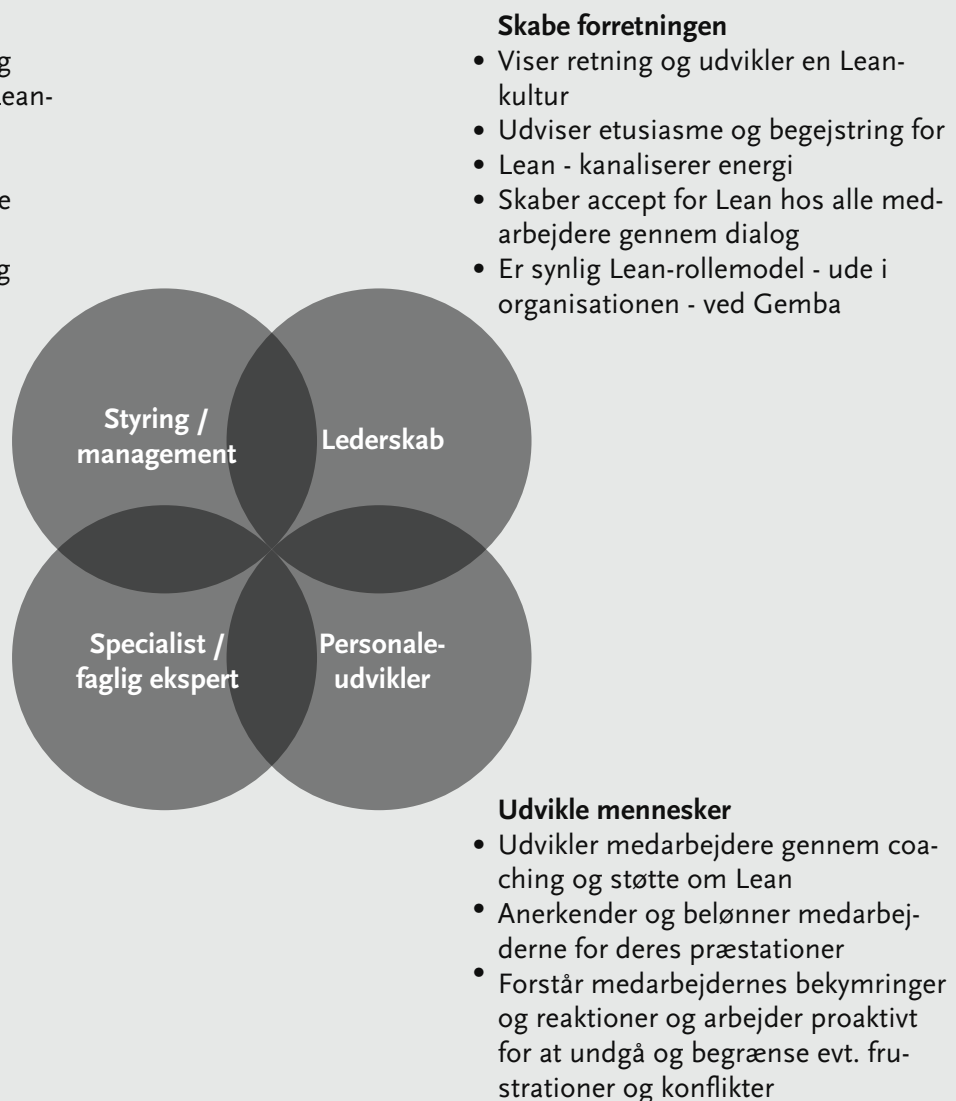 g
ean-
e
g
Skabe forretningen
• Viser retning og udvikler en Lean-
kultur
• Udviser etusiasme og begejstring for
• Lean - kanaliserer energi
• Skaber accept for Lean hos alle med-
arbejdere gennem dialog
• Er synlig Lean-rollemodel - ude i
organisationen - ved Gemba
Styring /
management
Lederskab
Specialist /
faglig ekspert
Personale-
udvikler
Udvikle mennesker
• Udvikler medarbejdere gennem coa-
ching og støtte om Lean
• Anerkender og belønner medarbej-
derne for deres præstationer
• Forstår medarbejdernes bekymringer
og reaktioner og arbejder proaktivt
for at undgå og begrænse evt. fru-
strationer og konflikter